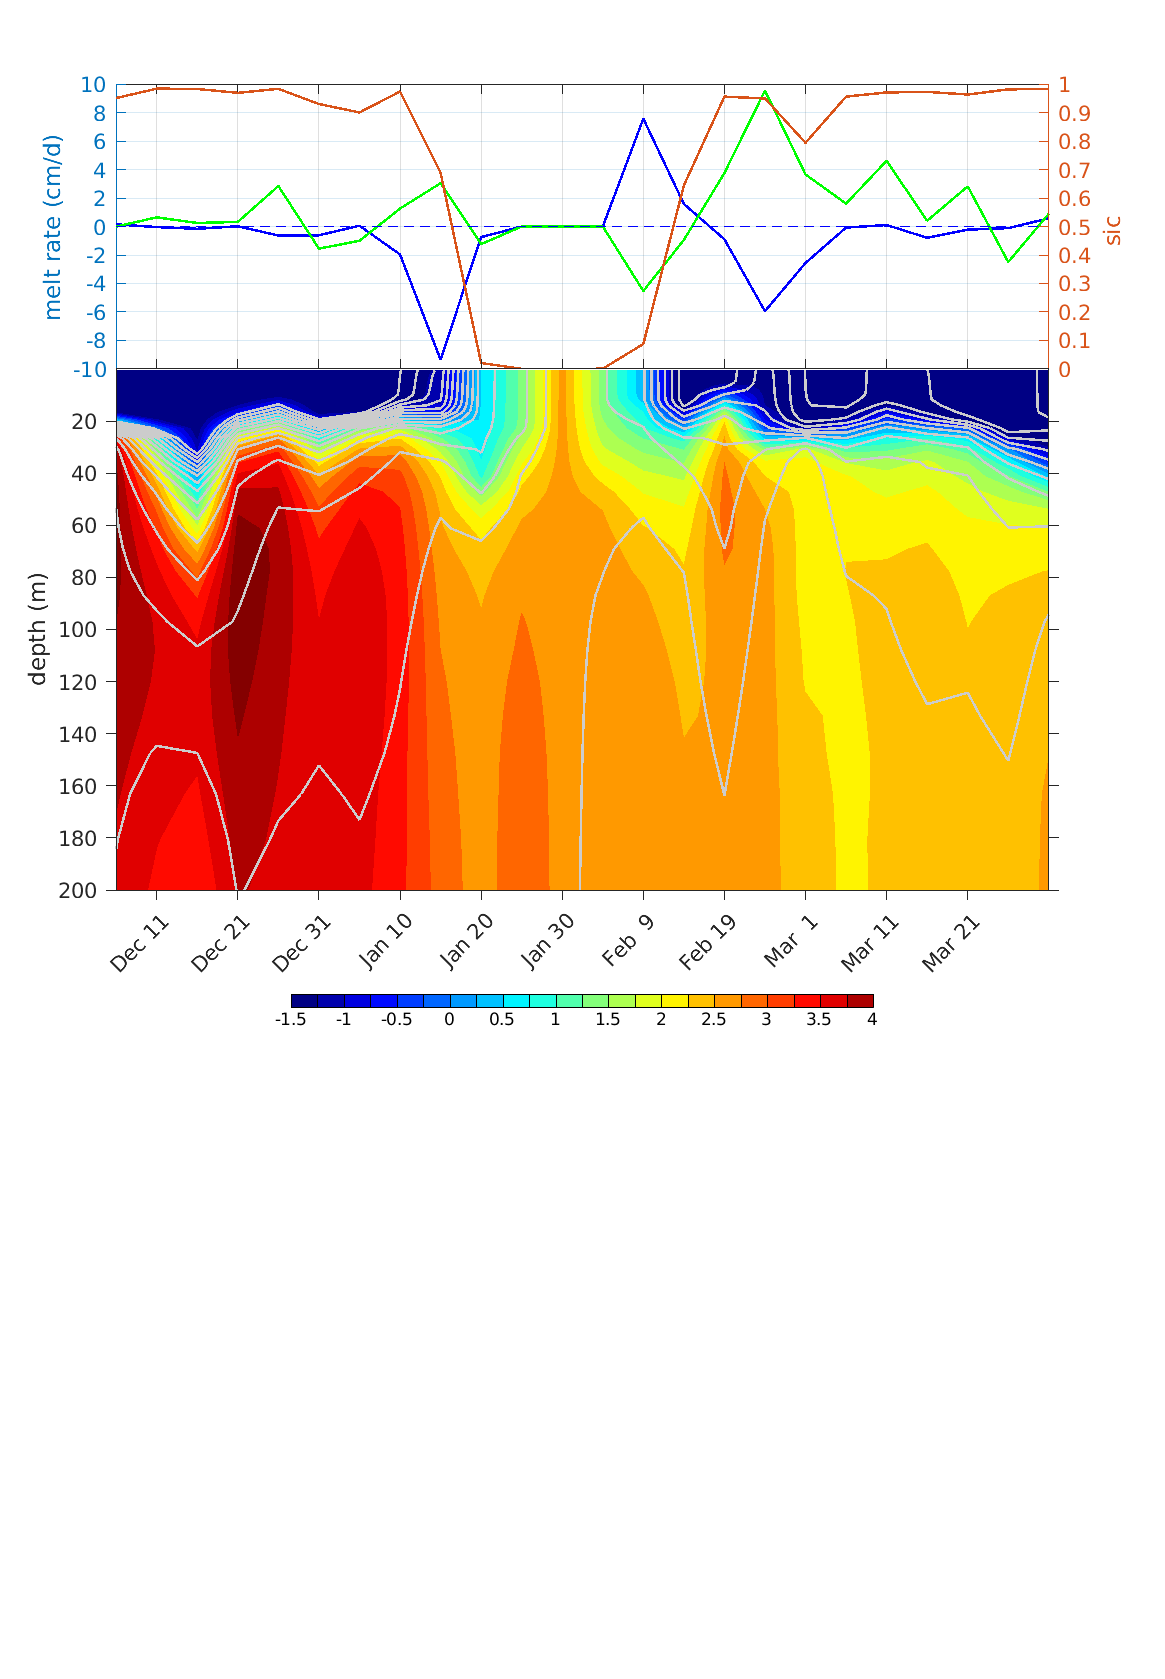 10
8
6
4
2
0
-2
-4
-6
-8
-10
melt rate (cm/d)
1
0.9
0.8
0.7
0.6
0.5
0.4
0.3
0.2
0.1
0
sic
20
40
60
80
100
120
140
160
180
200
depth (m)
Dec 11
Dec 21
Dec 31
Jan 10
Jan 20
Jan 30
Feb 9
Feb 19
Mar 1
Mar 11
Mar 21
-1.5 -1 -0.5 0 0.5 1 1.5 2 2.5 3 3.5 4